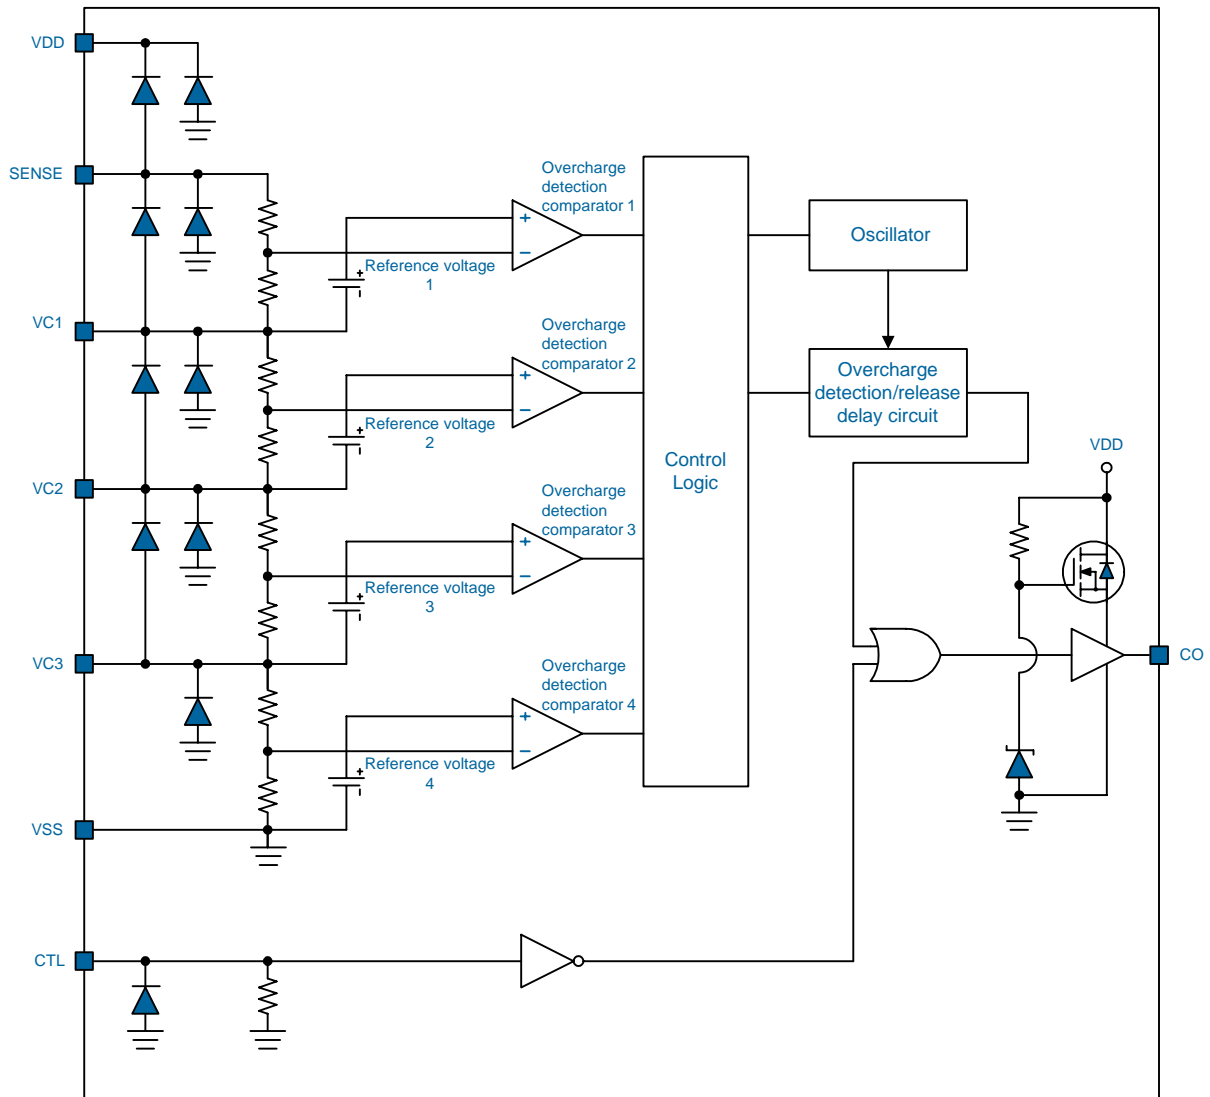 VDD
SENSE
VC1
VC2
VC3
VSS
CTL
Overcharge
detection
comparator 1
+
−
Reference voltage
1
+
Overcharge
detection
comparator 2
+
−
Reference voltage
2
+
Overcharge
detection
comparator 3
+
−
Reference voltage
3
+
Overcharge
detection
comparator 4
+
−
Reference voltage
4
+
Control
Logic
Oscillator
Overcharge
detection/release
delay circuit
VDD
CO